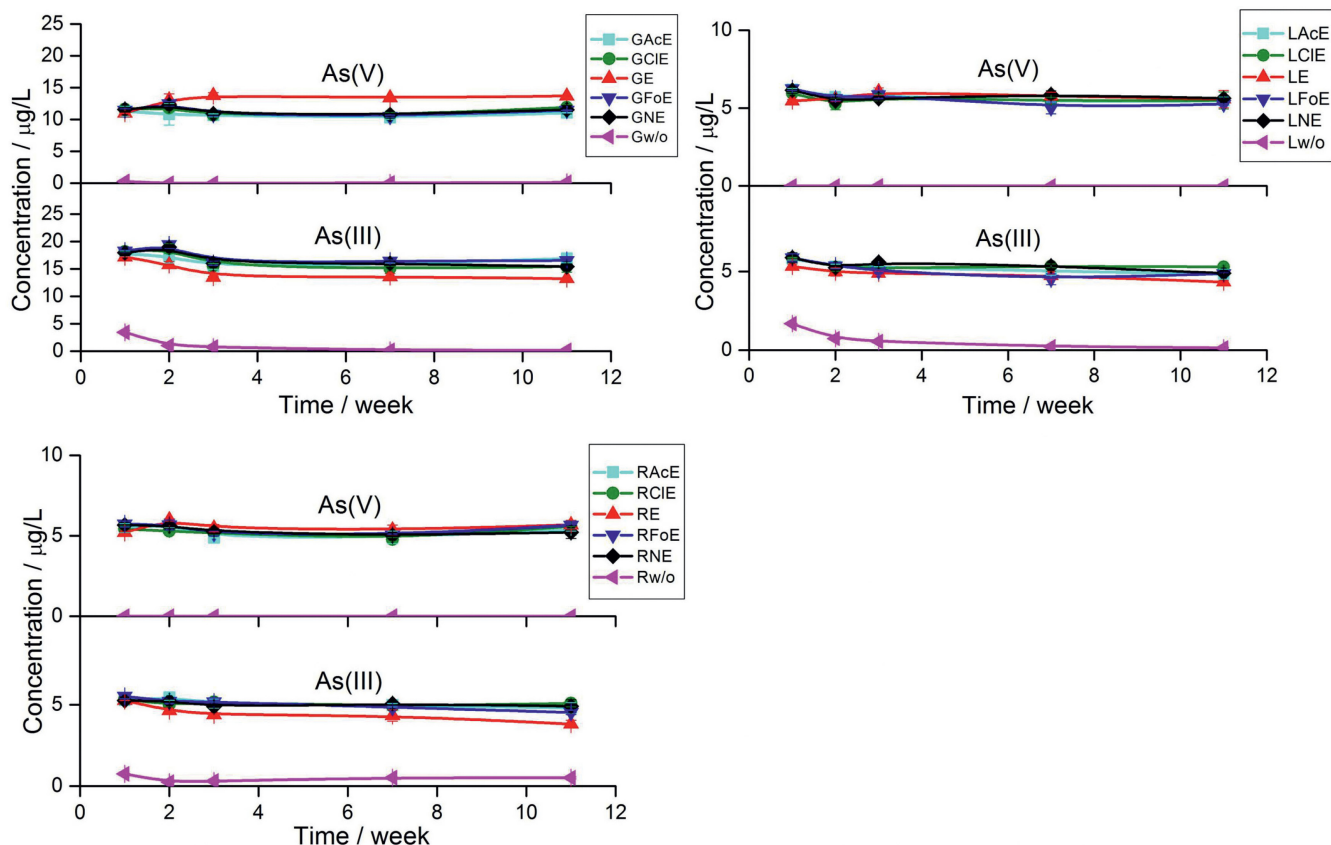 Concentration / µg/L
25
20
15
10
5
0
As(V)
GAcE
GClE
GE
GFoE
GNE
Gw/o
25
20
15
10
5
0
As(III)
0 2 4 6 8 10 12
Time / week
Concentration / µg/L
10
5
0
As(V)
LAcE
LClE
LE
LFoE
LNE
Lw/o
5
0
As(III)
0 2 4 6 8 10 12
Time / week
Concentration / µg/L
10
5
0
As(V)
RAcE
RClE
RE
RFoE
RNE
Rw/o
5
0
As(III)
0 2 4 6 8 10 12
Time / week